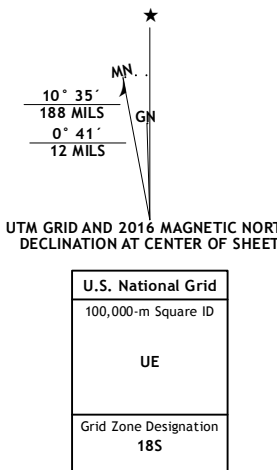 MN
10° 35´
188 MILS
GN
0° 41´
12 MILS
UTM GRID AND 2016 MAGNETIC NORT
DECLINATION AT CENTER OF SHEET
U.S. National Grid
100,000-m Square ID
UE
Grid Zone Designation
18S